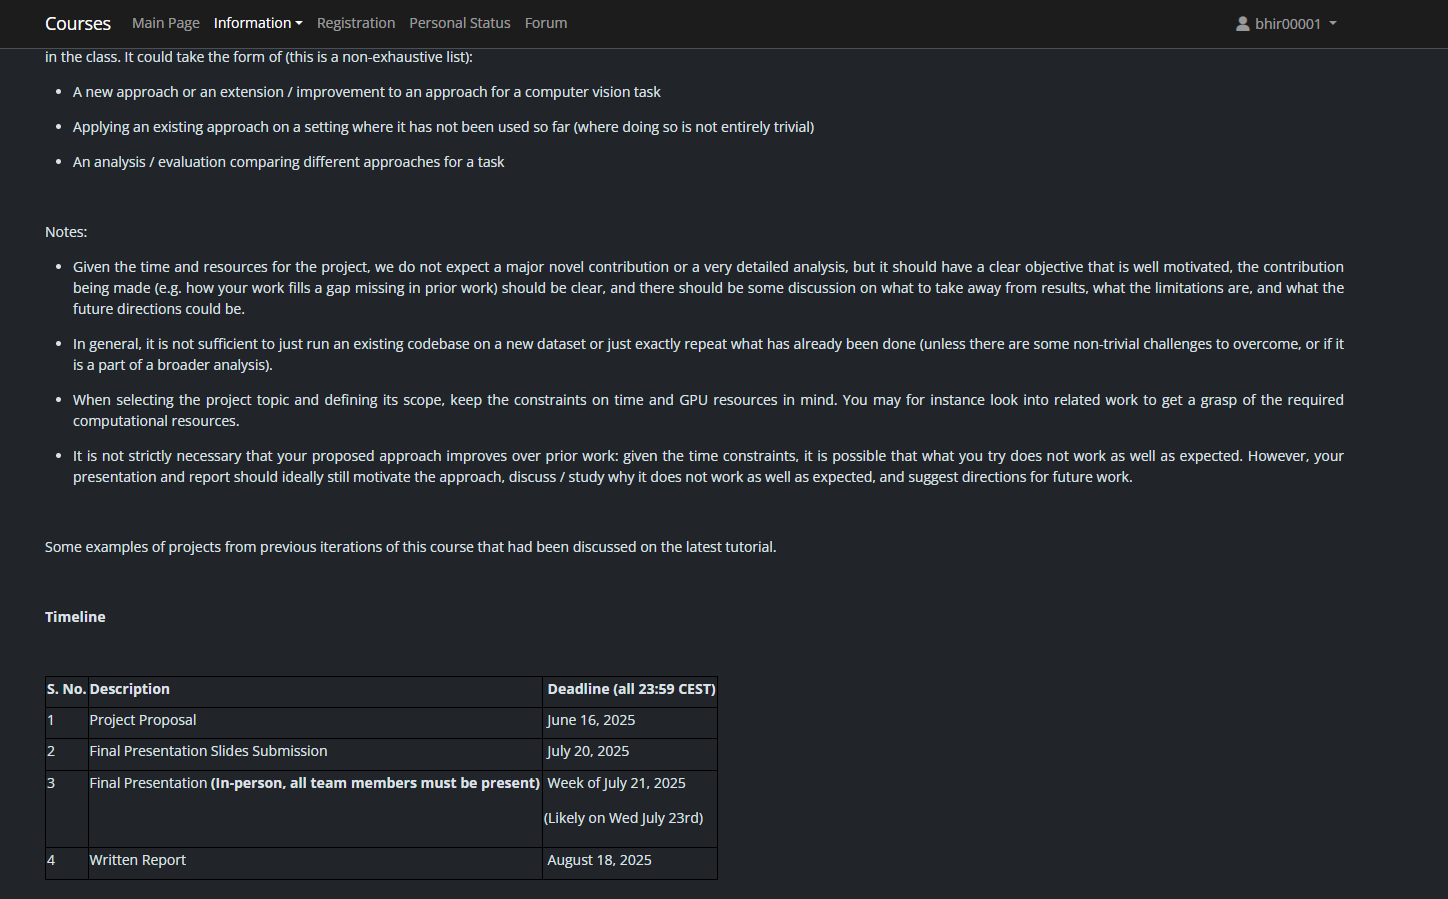 Courses Main Page Information Registration Personal Status Forum bhir00001
in the class. It could take the form of (this is a non-exhaustive list):
• A new approach or an extension / improvement to an approach for a computer vision task
• Applying an existing approach on a setting where it has not been used so far (where doing so is not entirely trivial)
• An analysis / evaluation comparing different approaches for a task
Notes:
• Given the time and resources for the project, we do not expect a major novel contribution or a very detailed analysis, but it should have a clear objective that is well motivated, the contribution
being made (e.g. how your work fills a gap missing in prior work) should be clear, and there should be some discussion on what to take away from results, what the limitations are, and what the
future directions could be.
• In general, it is not sufficient to just run an existing codebase on a new dataset or just exactly repeat what has already been done (unless there are some non-trivial challenges to overcome, or if it
is a part of a broader analysis).
• When selecting the project topic and defining its scope, keep the constraints on time and GPU resources in mind. You may for instance look into related work to get a grasp of the required
computational resources.
• It is not strictly necessary that your proposed approach improves over prior work: given the time constraints, it is possible that what you try does not work as well as expected. However, your
presentation and report should ideally still motivate the approach, discuss / study why it does not work as well as expected, and suggest directions for future work.
Some examples of projects from previous iterations of this course that had been discussed on the latest tutorial.
Timeline
S. No. Description Deadline (all 23:59 CEST)
1 Project Proposal June 16, 2025
2 Final Presentation Slides Submission July 20, 2025
3 Final Presentation (In-person, all team members must be present) Week of July 21, 2025
(Likely on Wed July 23rd)
4 Written Report August 18, 2025